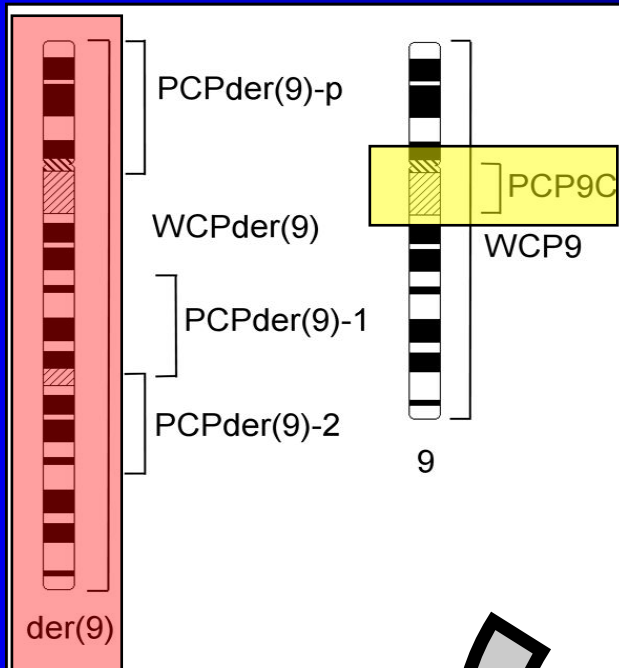 PCPder(9)-p
PCP9C
WCPder(9)
WCP9
PCPder(9)-1
PCPder(9)-2
9
der(9)